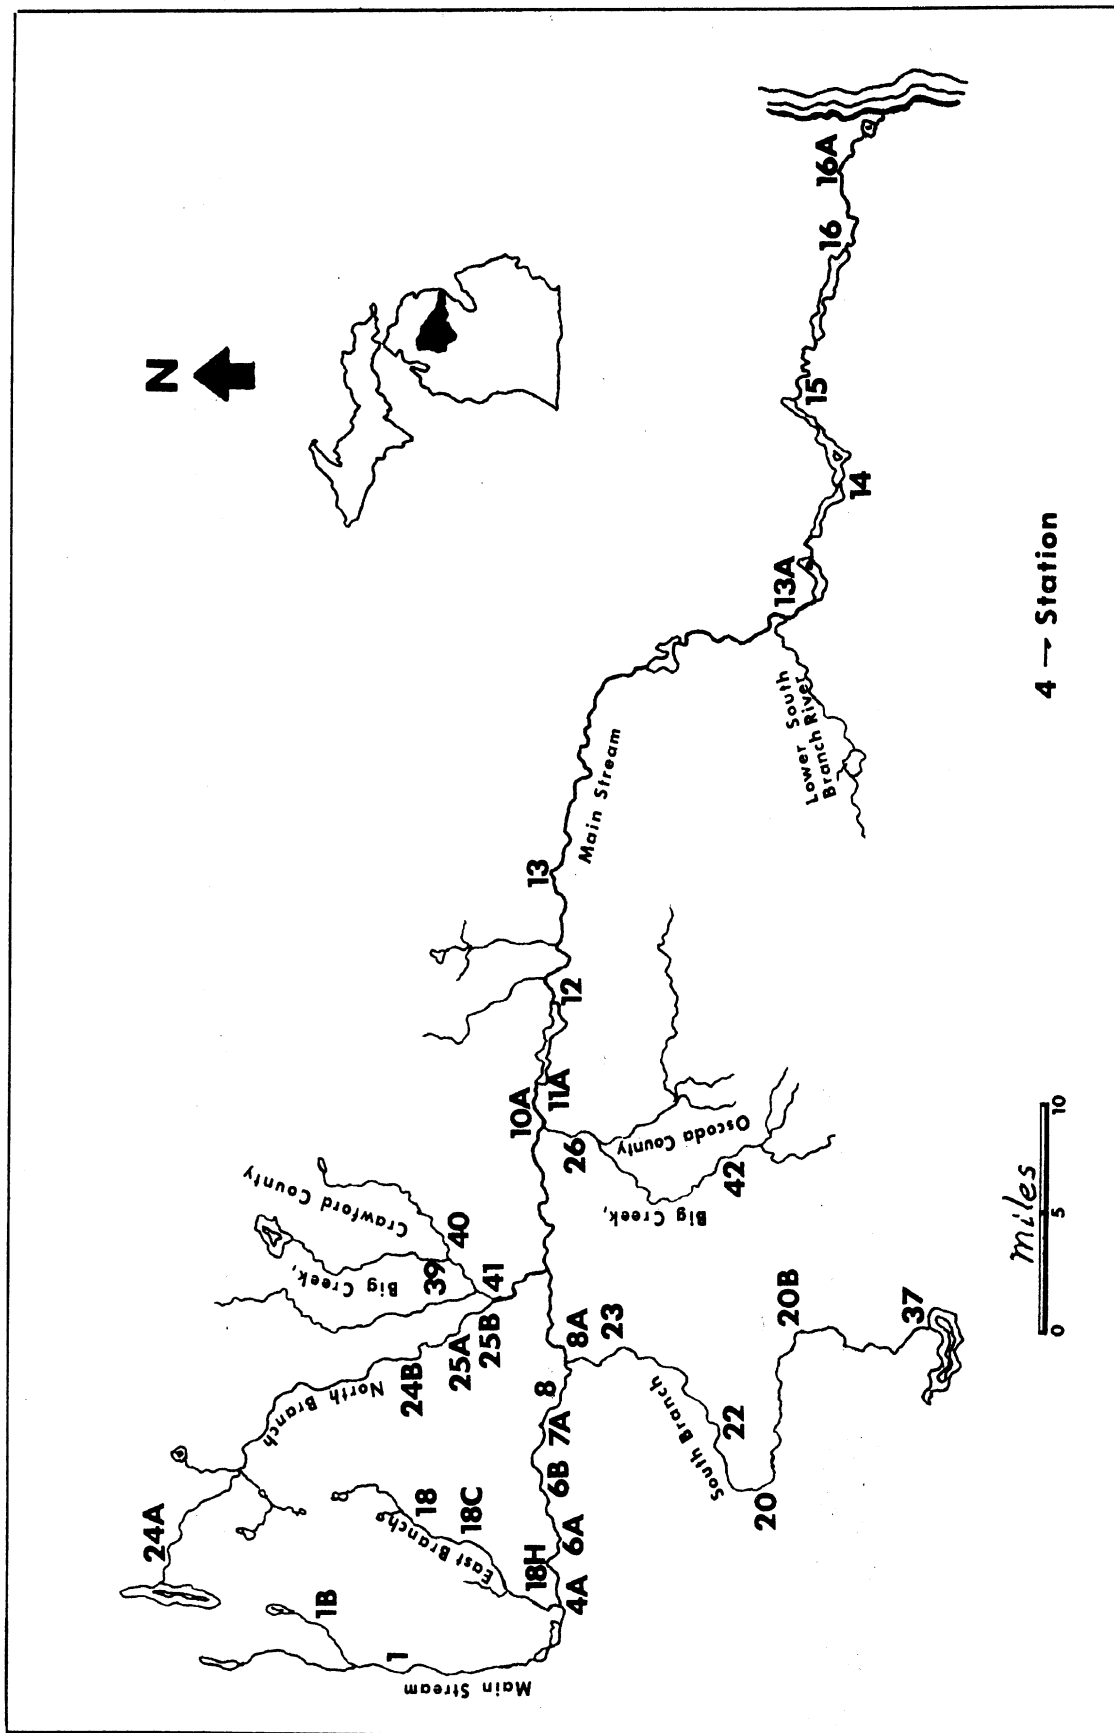 N
24A
1B
1
Main Stream
North Branch
24B
25A
25B
41
39
40
Big Creek,
Crawford County
East Branch
18
18C
18H
4A
6A
6B
7A
8
8A
23
22
20
South Branch
20B
37
10A
11A
26
42
Big Creek,
Oscoda County
12
13
Main Stream
Lower South
Branch River
13A
14
15
16
16A
miles
0
5
10
4 → Station